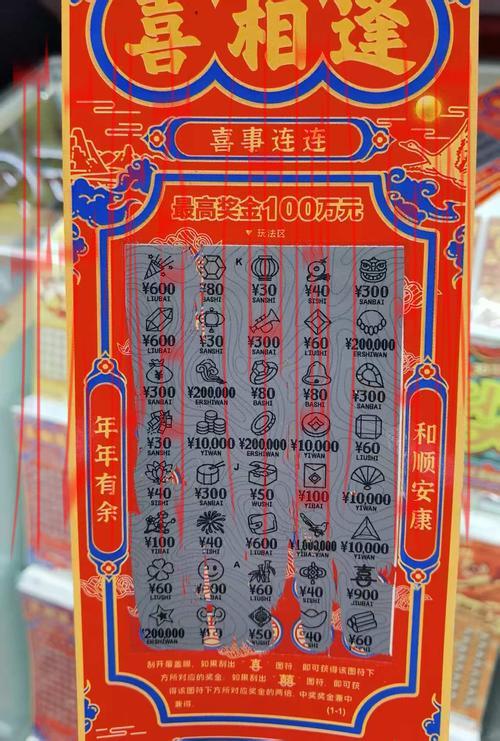 喜相逢
喜事连连
最高奖金100万元
▼ 玩法区
K
¥600 ¥80 ¥30 ¥40 ¥300
LIUBAI BASHI SANSHI SISHI SANBAI
¥600 ¥30 ¥300 ¥60 ¥200,000
LIUBAI SANSHI SANBAI LIUSHI ERSHIWAN
¥300 ¥200,000 ¥80 ¥80 ¥300
SANBAI ERSHIWAN BASHI BASHI SANBAI
¥30 ¥10,000 ¥200,000 ¥10,000 ¥60
SANSHI YIWAN ERSHIWAN YIWAN LIUSHI
J
¥40 ¥300 ¥50 ¥100 ¥10,000
SISHI SANBAI WUSHI YIBAI YIWAN
¥100 ¥40 ¥600 ¥10,000
YIBAI SISHI LIUBAI YIWAN
A
喜
¥60 ¥60 ¥40 ¥900
LIUSHI LIUSHI SISHI JIUBAI
¥200,000 ¥50 40 ¥60
ERSHIWAN WUSHI LIUSHI
年年有余
和顺安康
刮开覆盖膜，如果刮出 喜 图符，即可获得该图符下
方所对应的奖金；如果刮出 囍 图符，即可获
得该图符下方所对应奖金的两倍。中奖奖金兼中
兼得。
(1-1)